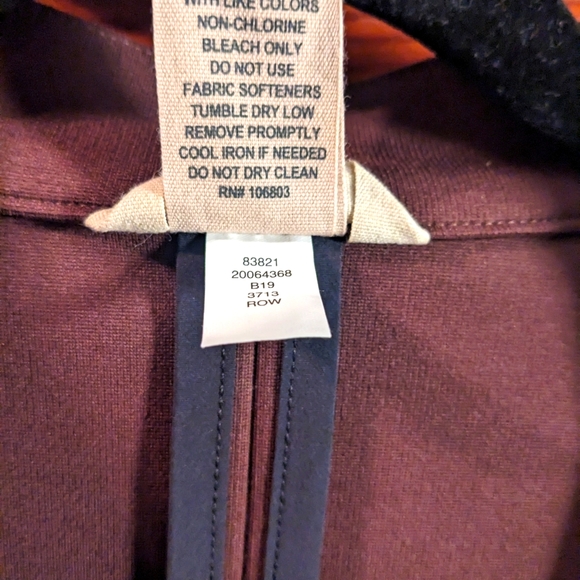 WITH LIKE COLORS
NON-CHLORINE
BLEACH ONLY
DO NOT USE
FABRIC SOFTENERS
TUMBLE DRY LOW
REMOVE PROMPTLY
COOL IRON IF NEEDED
DO NOT DRY CLEAN
RN# 106803
83821
20064368
B19
3713
ROW